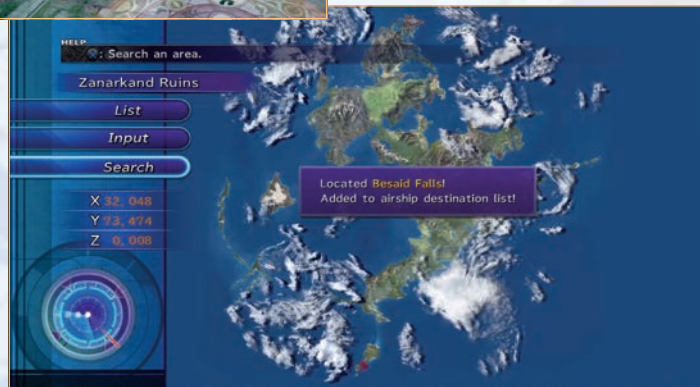 HELP
: Search an area.
Zanarkand Ruins
List
Input
Search
Located Besaid Falls!
Added to airship destination list!
X 32, 048
Y 73, 474
Z 0, 008